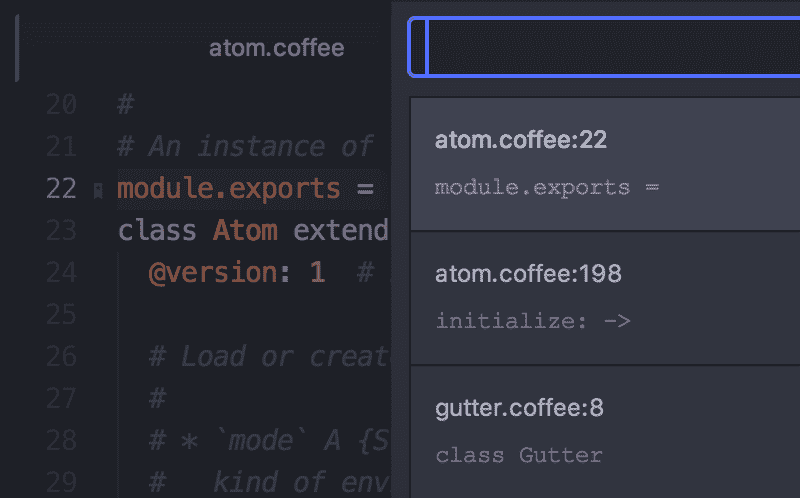 atom.coffee
20 #
21 # An instance of
22 module.exports =
23 class Atom extend
24 @version: 1 #
25
26 # Load or creat
27 #
28 # * `mode` A {S
29 # kind of env
atom.coffee:22
module.exports =
atom.coffee:198
initialize: ->
gutter.coffee:8
class Gutter